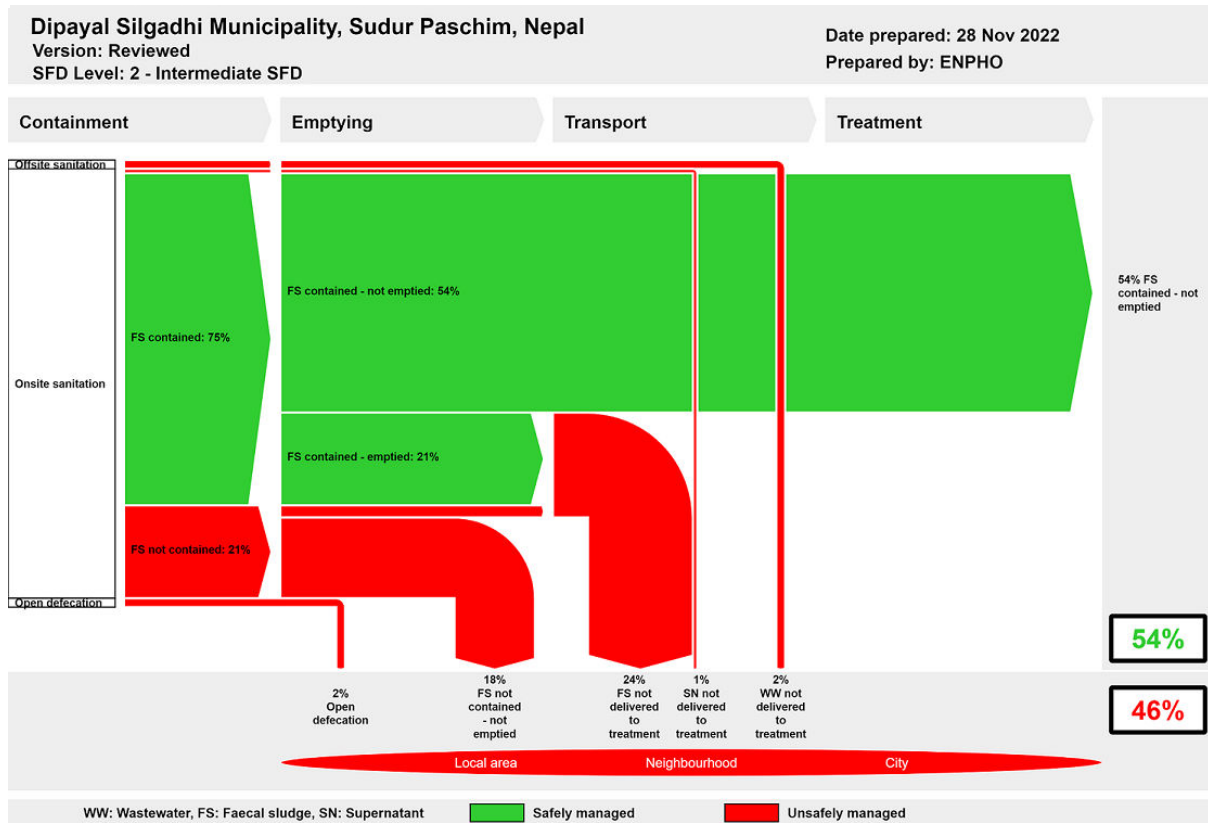 Dipayal Silgadhi Municipality, Sudur Paschim, Nepal
Version: Reviewed
SFD Level: 2 - Intermediate SFD
Date prepared: 28 Nov 2022
Prepared by: ENPHO
Containment
Emptying
Transport
Treatment
Offsite sanitation
Onsite sanitation
Open defecation
FS contained: 75%
FS not contained: 21%
FS contained - not emptied: 54%
FS contained - emptied: 21%
54% FS
contained - not
emptied
54%
46%
2%
Open
defecation
18%
FS not
contained
- not
emptied
24%
FS not
delivered
to
treatment
1%
SN not
delivered
to
treatment
2%
WW not
delivered
to
treatment
Local area
Neighbourhood
City
WW: Wastewater, FS: Faecal sludge, SN: Supernatant
Safely managed
Unsafely managed